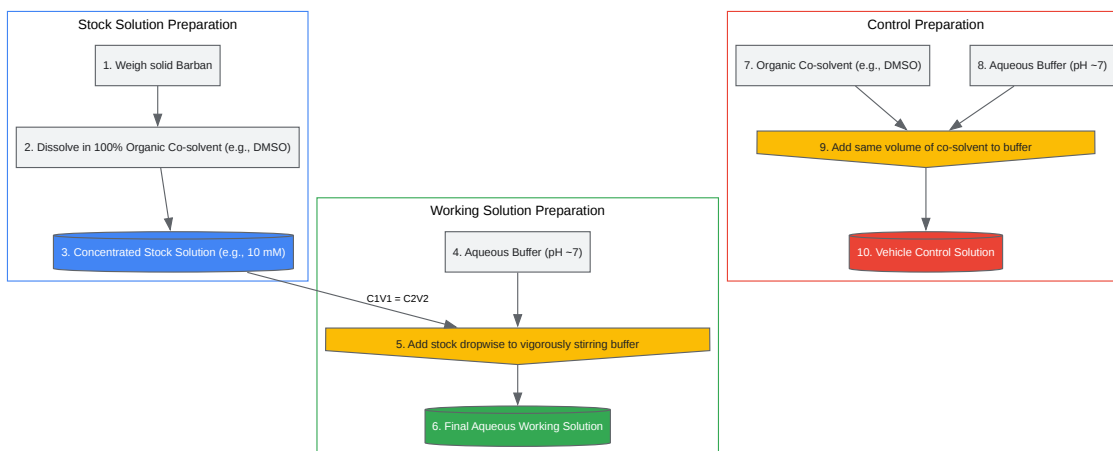 Stock Solution Preparation
1. Weigh solid Barban
2. Dissolve in 100% Organic Co-solvent (e.g., DMSO)
3. Concentrated Stock Solution (e.g., 10 mM)
C1V1 = C2V2
Working Solution Preparation
4. Aqueous Buffer (pH ~7)
5. Add stock dropwise to vigorously stirring buffer
6. Final Aqueous Working Solution
Control Preparation
7. Organic Co-solvent (e.g., DMSO)
8. Aqueous Buffer (pH ~7)
9. Add same volume of co-solvent to buffer
10. Vehicle Control Solution